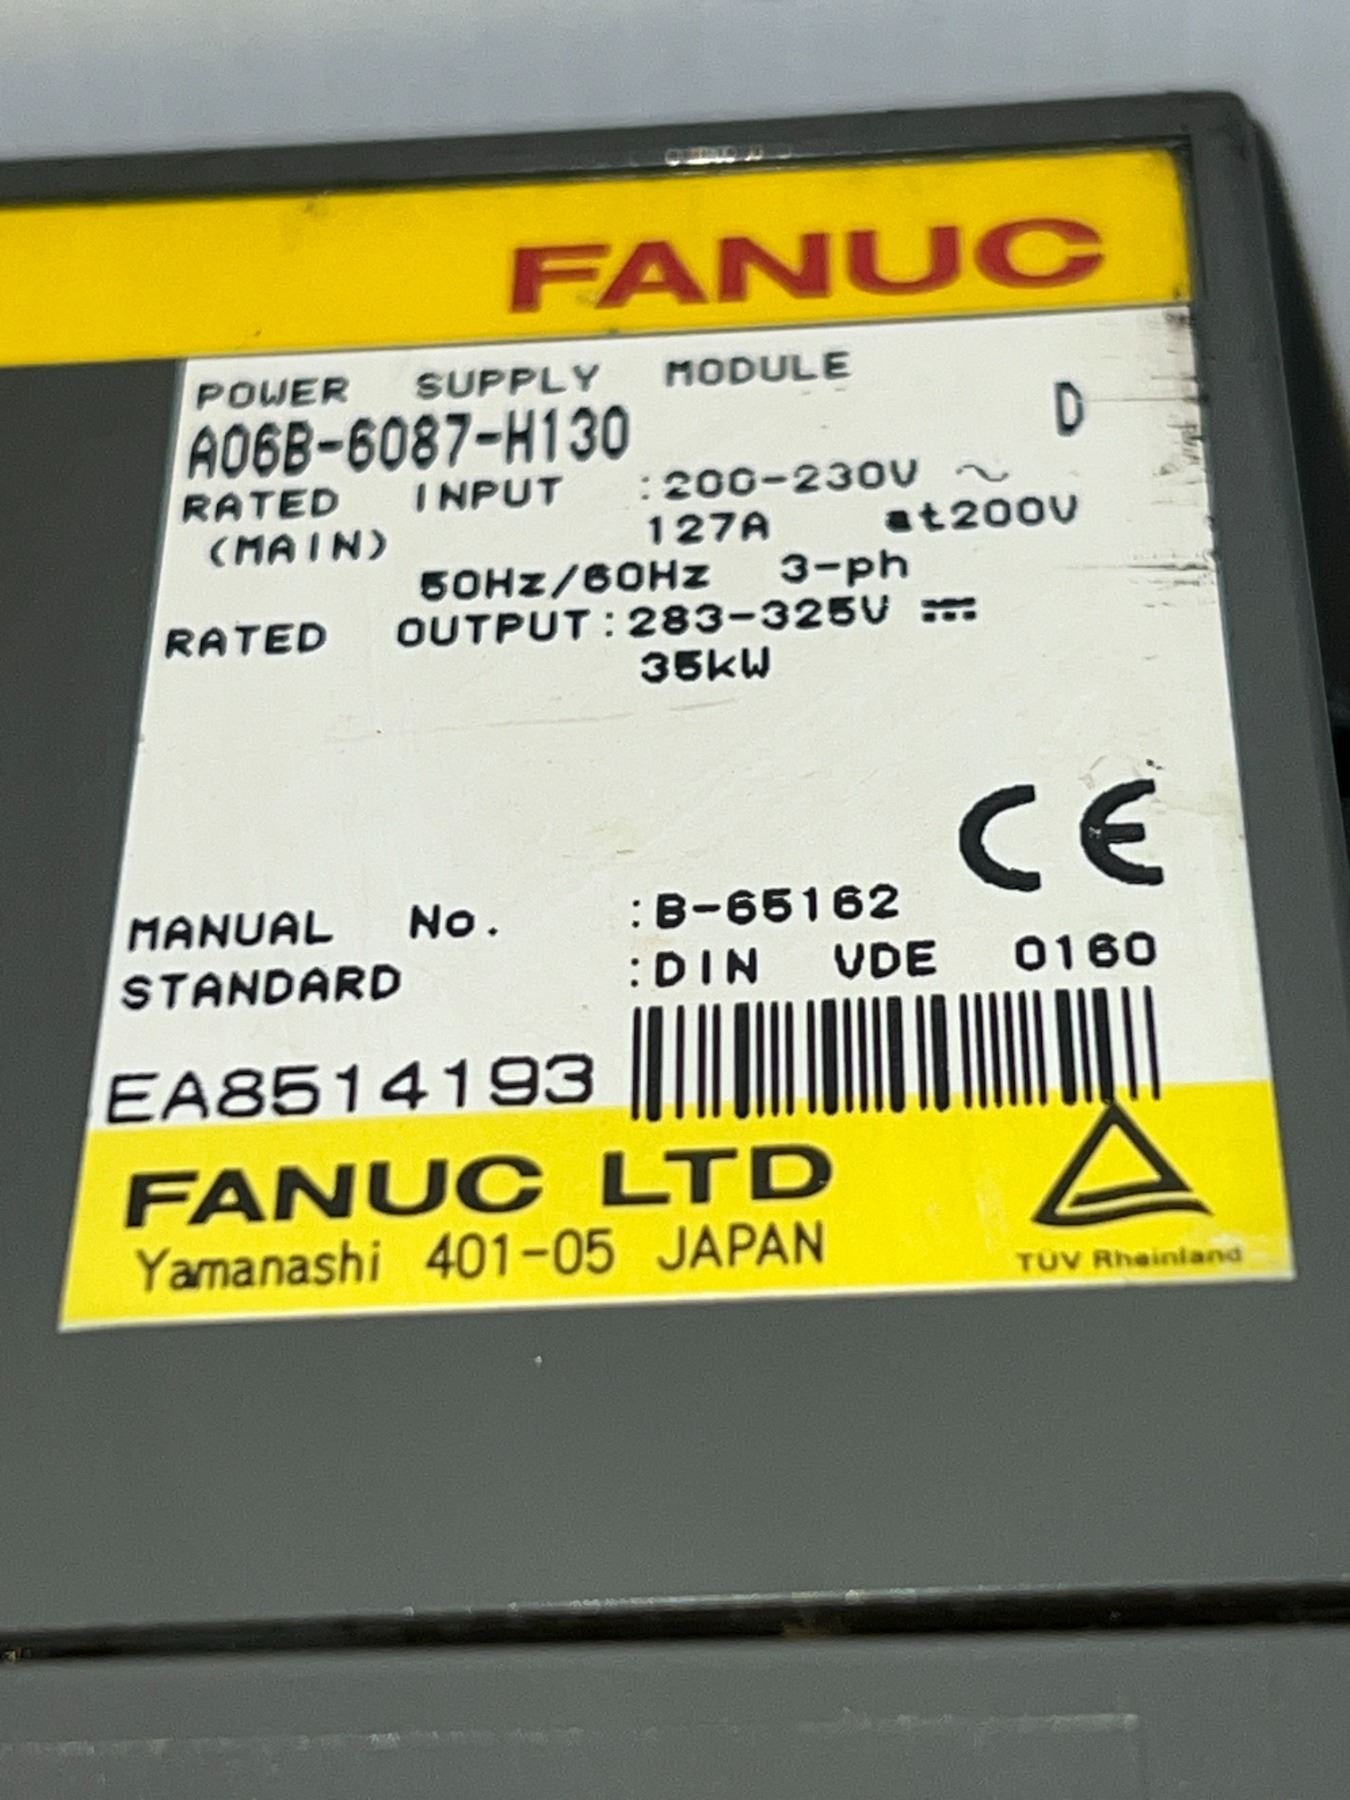 FANUC
POWER SUPPLY MODULE
A06B-6087-H130 D
RATED INPUT :200-230V ~
(MAIN) 127A at200V
50Hz/60Hz 3-ph
RATED OUTPUT:283-325V ⎓
35kW
CE
MANUAL No. :B-65162
STANDARD :DIN VDE 0160
EA8514193
FANUC LTD
Yamanashi 401-05 JAPAN
TÜV Rheinland